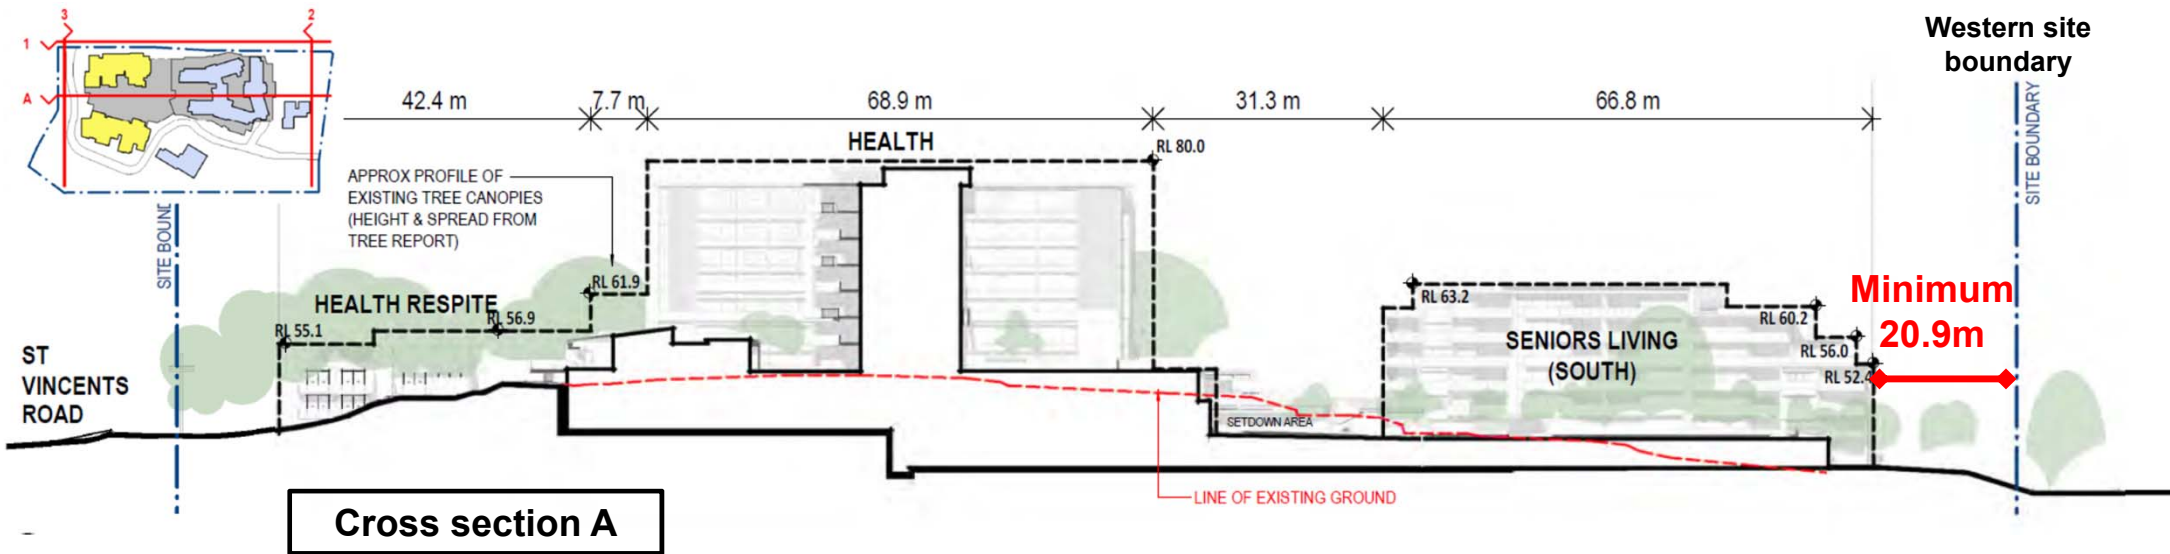 3
2
1
A
Western site
boundary
42.4 m
7.7 m
68.9 m
31.3 m
66.8 m
SITE BOUNDARY
HEALTH
RL 80.0
APPROX PROFILE OF
EXISTING TREE CANOPIES
(HEIGHT & SPREAD FROM
TREE REPORT)
SITE BOUND
RL 61.9
HEALTH RESPITE
RL 56.9
RL 55.1
RL 63.2
RL 60.2
Minimum
20.9m
SENIORS LIVING
(SOUTH)
RL 56.0
RL 52.4
ST
VINCENTS
ROAD
SETDOWN AREA
LINE OF EXISTING GROUND
Cross section A